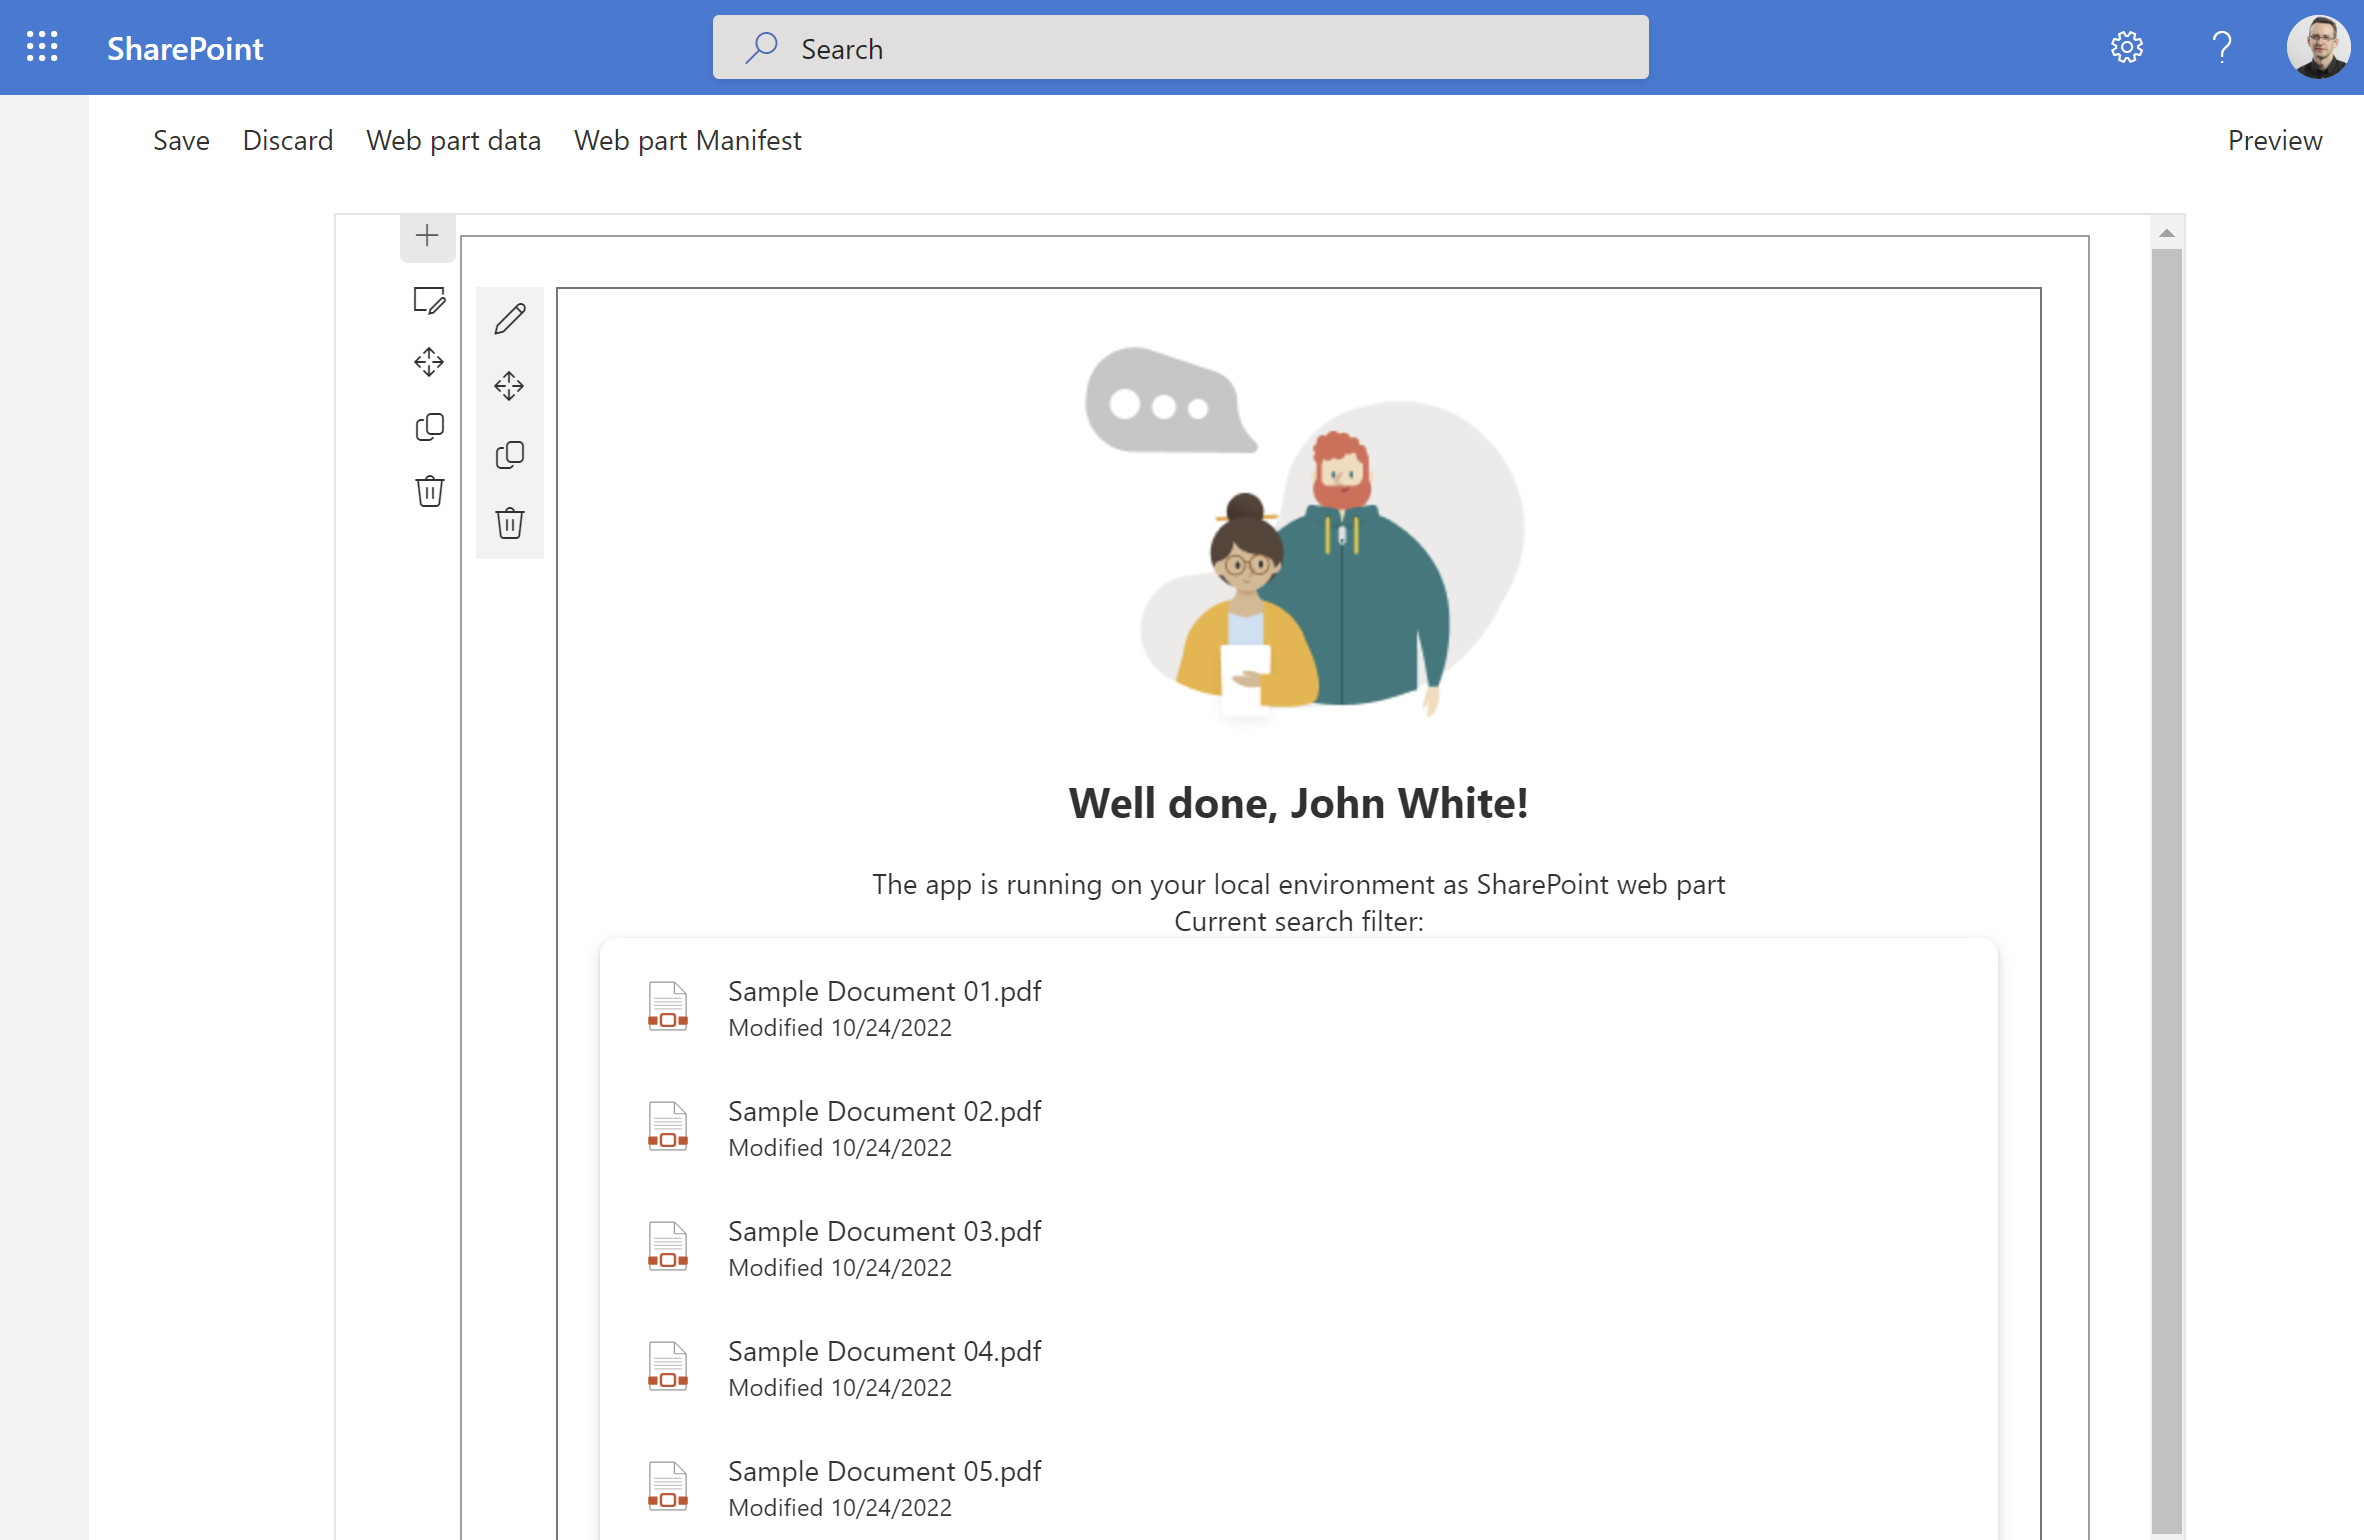 SharePoint
Search
Save
Discard
Web part data
Web part Manifest
Preview
Well done, John White!
The app is running on your local environment as SharePoint web part
Current search filter:
Sample Document 01.pdf
Modified 10/24/2022
Sample Document 02.pdf
Modified 10/24/2022
Sample Document 03.pdf
Modified 10/24/2022
Sample Document 04.pdf
Modified 10/24/2022
Sample Document 05.pdf
Modified 10/24/2022